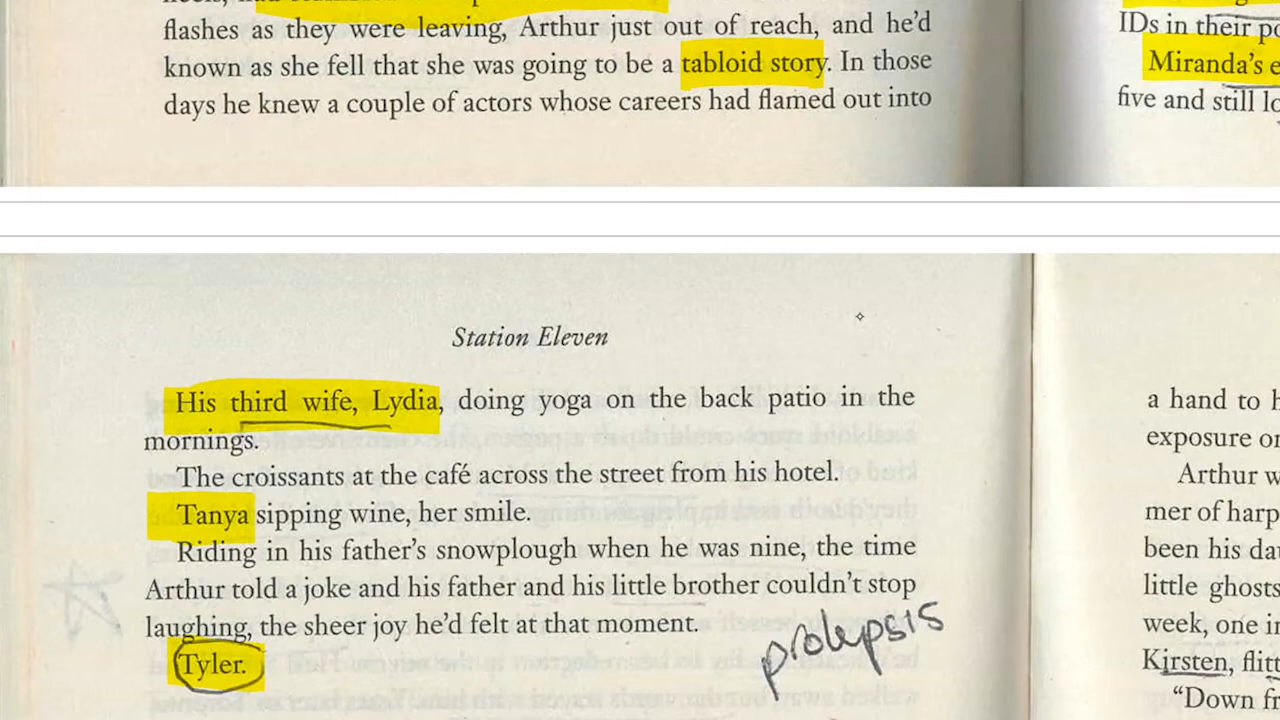 flashes as they were leaving, Arthur just out of reach, and he’d
known as she fell that she was going to be a tabloid story. In those
days he knew a couple of actors whose careers had flamed out into
IDs in their
Miranda’s
five and still
Station Eleven
His third wife, Lydia, doing yoga on the back patio in the
mornings.
The croissants at the café across the street from his hotel.
Tanya sipping wine, her smile.
Riding in his father’s snowplough when he was nine, the time
Arthur told a joke and his father and his little brother couldn’t stop
laughing, the sheer joy he’d felt at that moment.
Tyler.
prolepsis
a hand to
exposure
Arthur
mer of
been his
little ghosts
week, one
Kirsten,
“Down